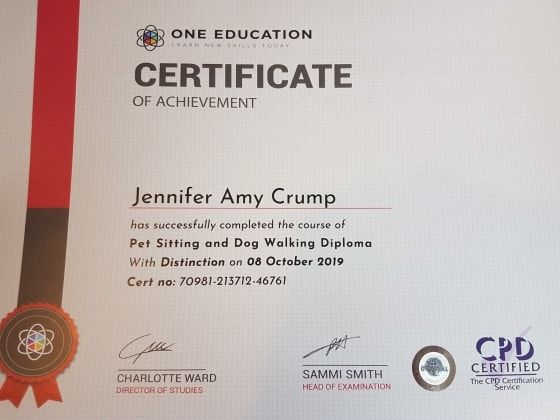 ONE EDUCATION
LEARN NEW SKILLS TODAY
CERTIFICATE
OF ACHIEVEMENT
Jennifer Amy Crump
has successfully completed the course of
Pet Sitting and Dog Walking Diploma
With Distinction on 08 October 2019
Cert no: 70981-213712-46761
CHARLOTTE WARD
DIRECTOR OF STUDIES
SAMMI SMITH
HEAD OF EXAMINATION
CPD
CERTIFIED
The CPD Certification
Service